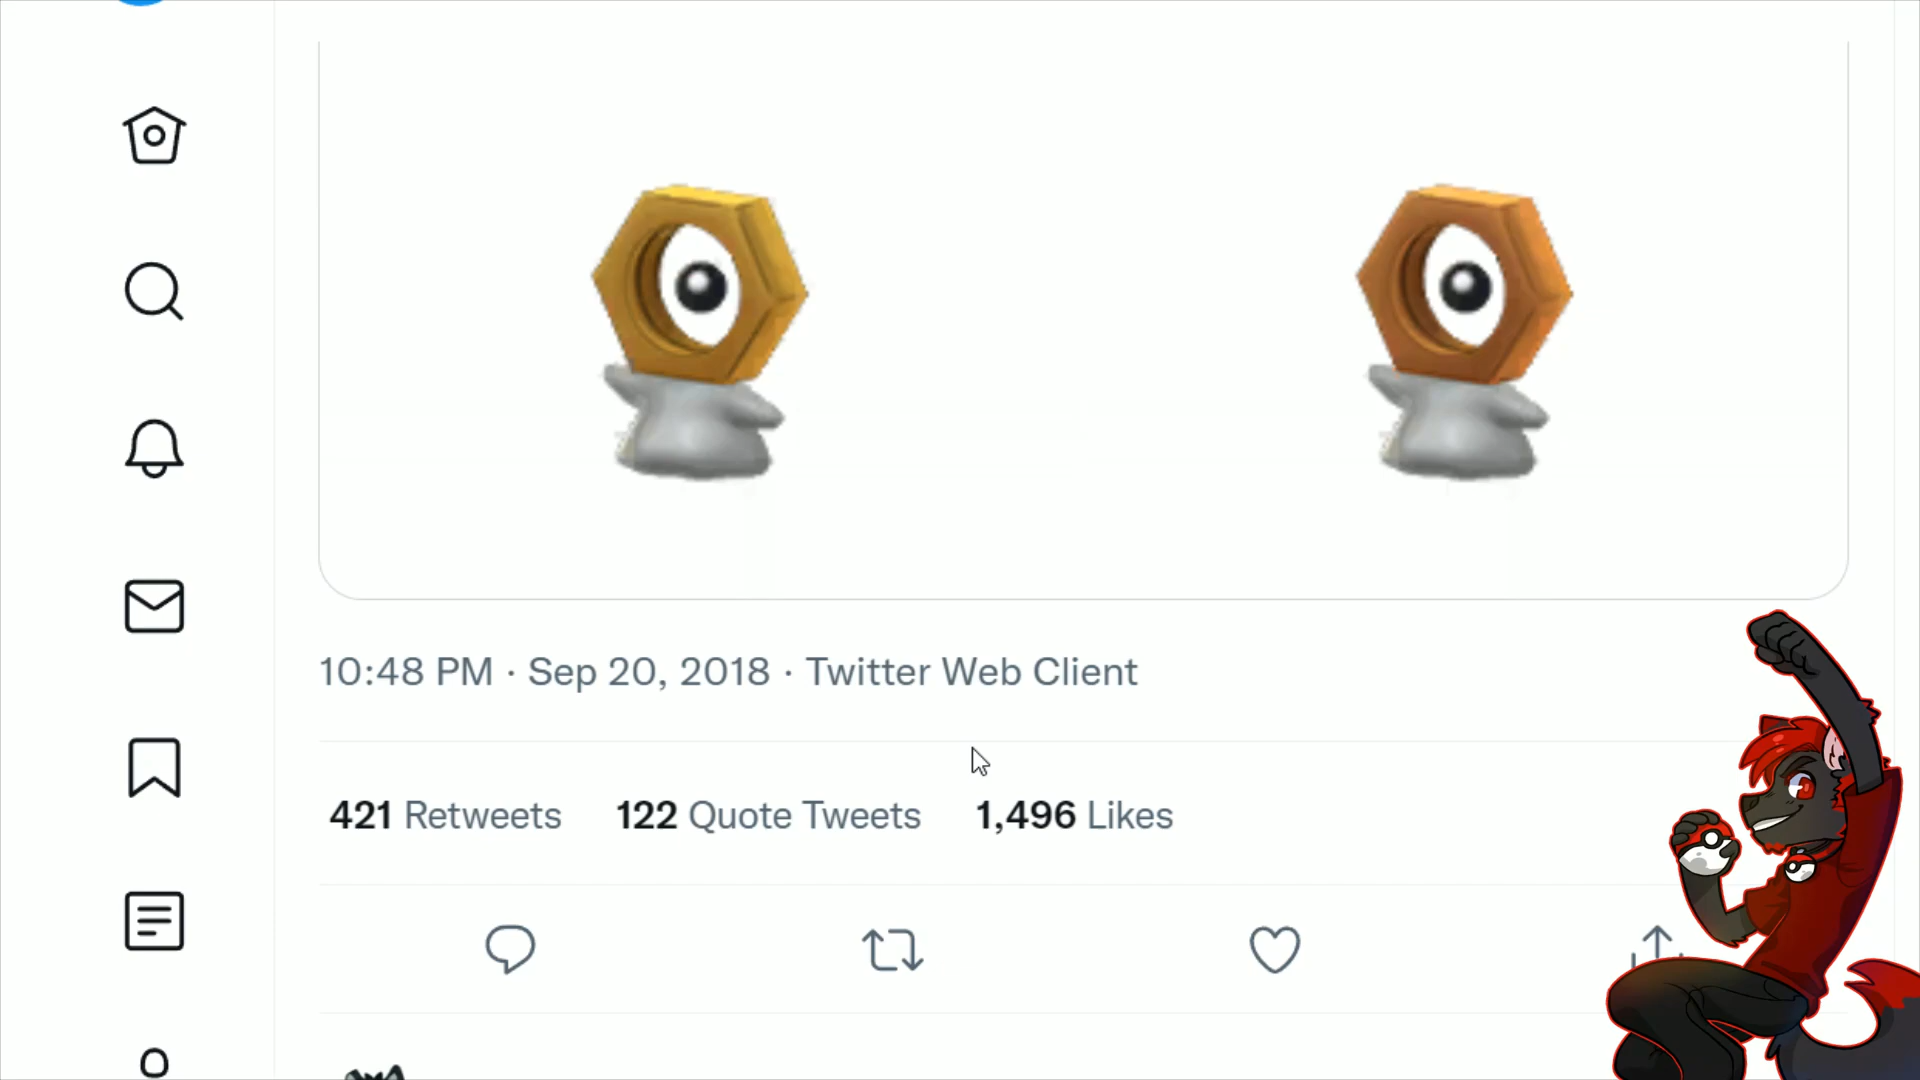 10:48 PM · Sep 20, 2018 · Twitter Web Client
421 Retweets 122 Quote Tweets 1,496 Likes